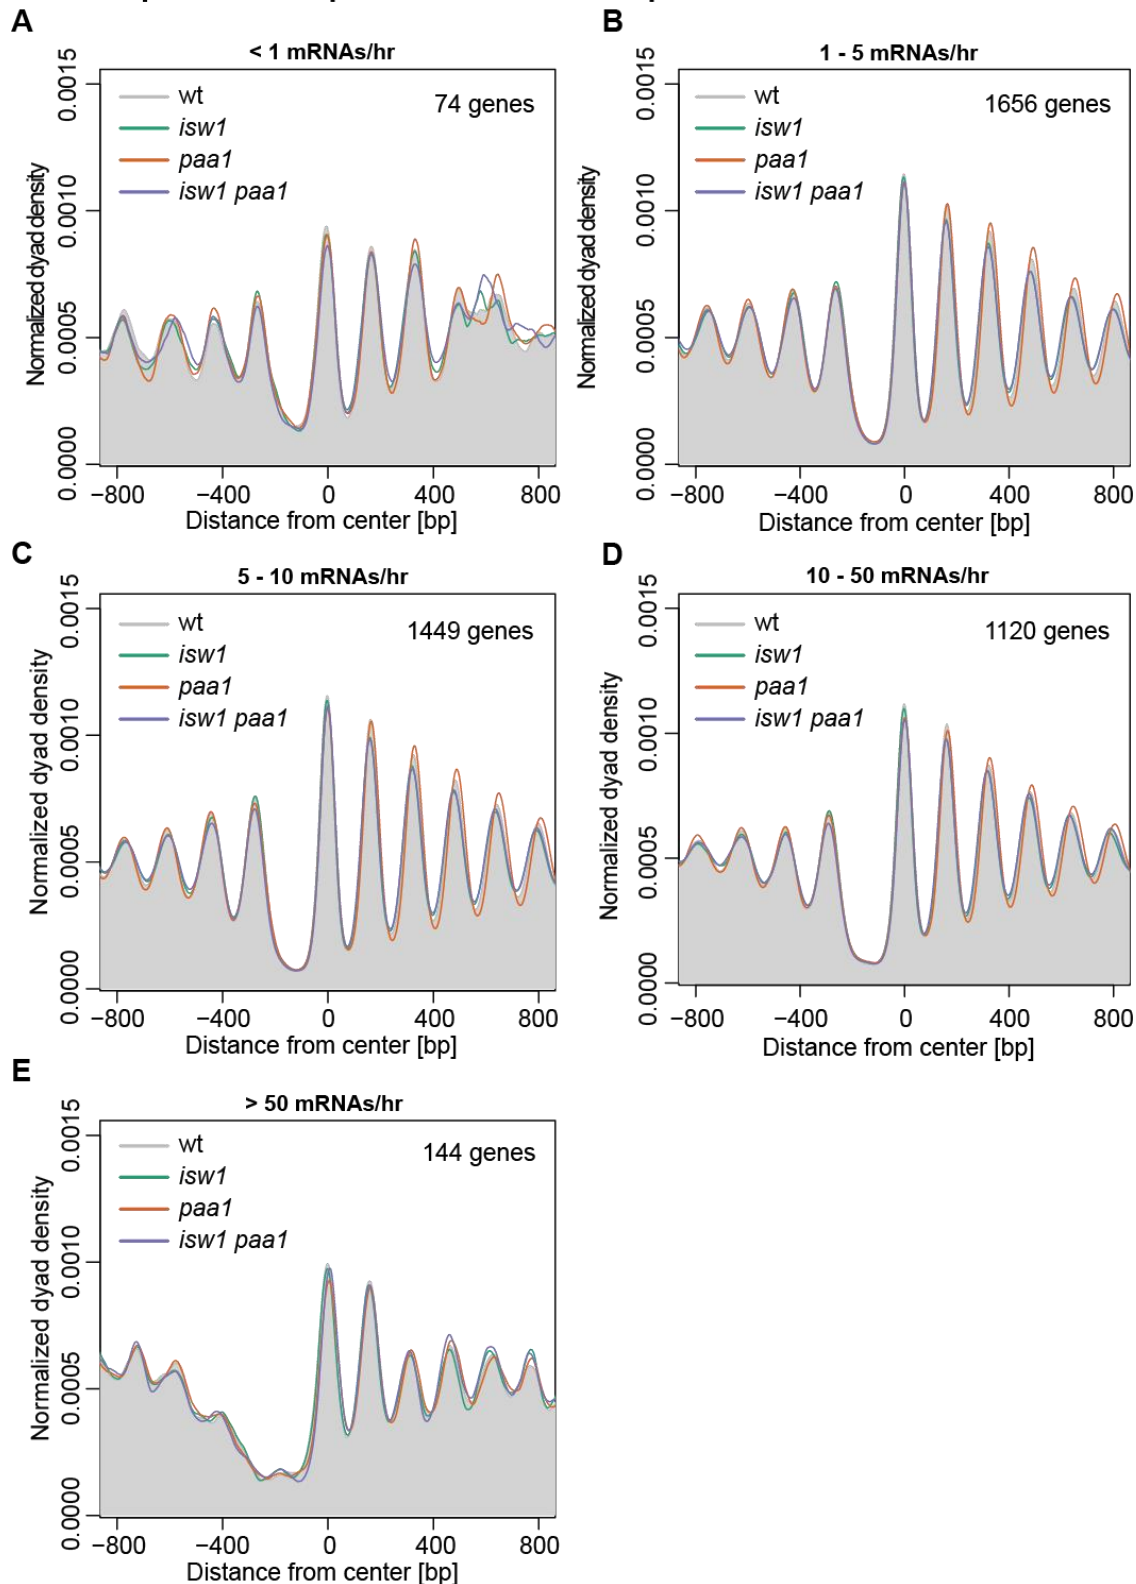 A
< 1 mRNAs/hr
wt
isw1
paa1
isw1 paa1
74 genes
Normalized dyad density
0.0000
0.0005
0.0010
0.0015
−800
−400
0
400
800
Distance from center [bp]
B
1 - 5 mRNAs/hr
wt
isw1
paa1
isw1 paa1
1656 genes
Normalized dyad density
0.0000
0.0005
0.0010
0.0015
−800
−400
0
400
800
Distance from center [bp]
C
5 - 10 mRNAs/hr
wt
isw1
paa1
isw1 paa1
1449 genes
Normalized dyad density
0.0000
0.0005
0.0010
0.0015
−800
−400
0
400
800
Distance from center [bp]
D
10 - 50 mRNAs/hr
wt
isw1
paa1
isw1 paa1
1120 genes
Normalized dyad density
0.0000
0.0005
0.0010
0.0015
−800
−400
0
400
800
Distance from center [bp]
E
> 50 mRNAs/hr
wt
isw1
paa1
isw1 paa1
144 genes
Normalized dyad density
0.0000
0.0005
0.0010
0.0015
−800
−400
0
400
800
Distance from center [bp]